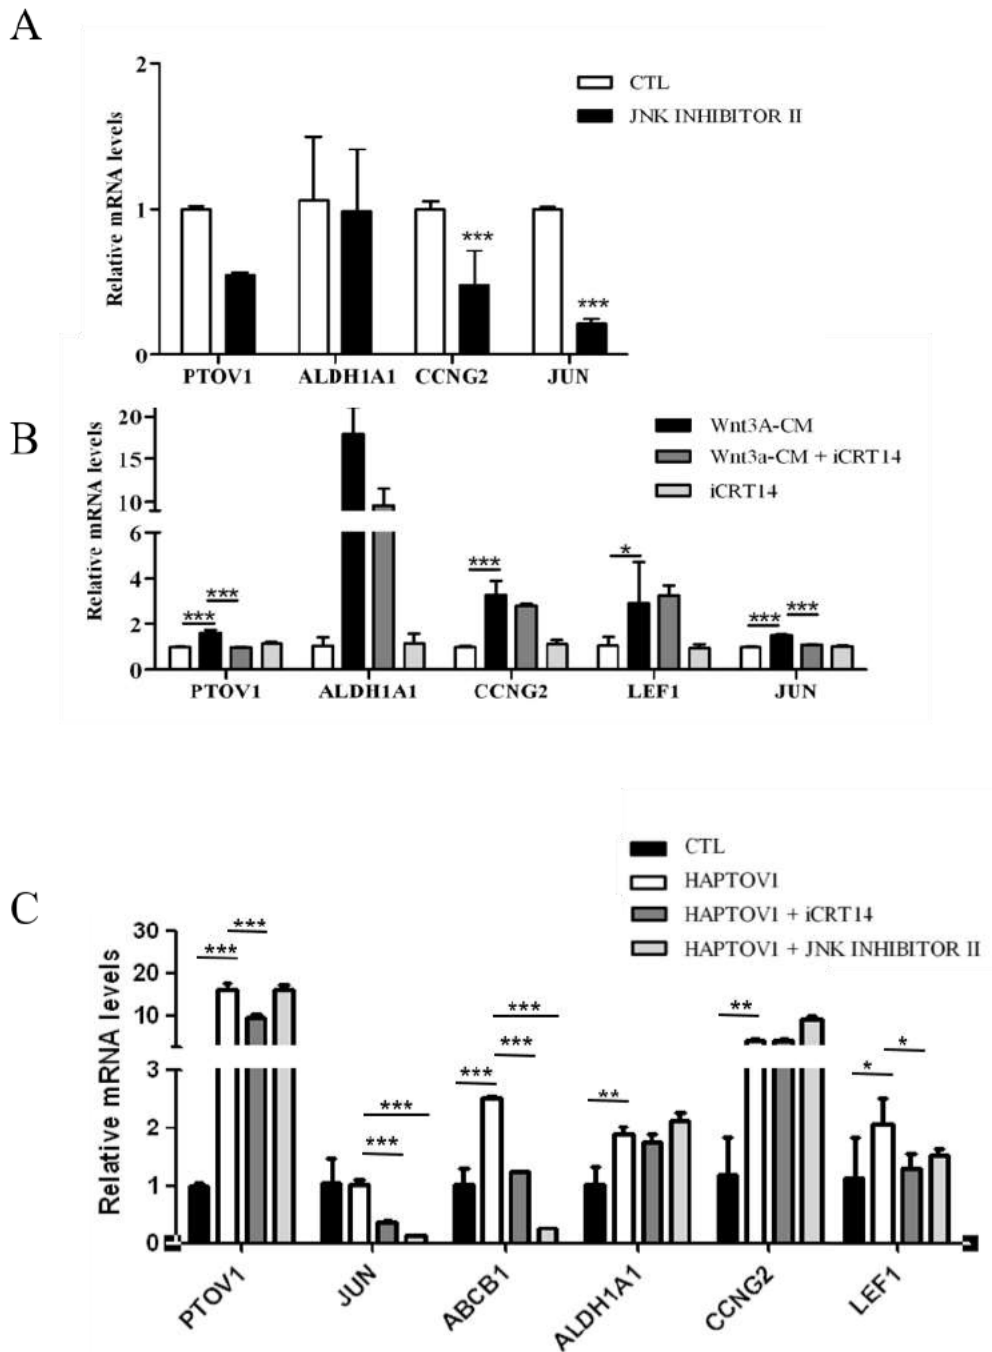 A
2
1
0
Relative mRNA levels
CTL
JNK INHIBITOR II
***
***
PTOV1 ALDH1A1 CCNG2 JUN
B
20
15
10
6
4
2
0
Relative mRNA levels
Wnt3A-CM
Wnt3a-CM + iCRT14
iCRT14
***
***
***
*
***
***
PTOV1 ALDH1A1 CCNG2 LEF1 JUN
C
CTL
HAPTOV1
HAPTOV1 + iCRT14
HAPTOV1 + JNK INHIBITOR II
30
20
10
3
2
1
0
Relative mRNA levels
***
***
***
***
***
***
***
**
**
*
*
PTOV1
JUN
ABCB1
ALDH1A1
CCNG2
LEF1